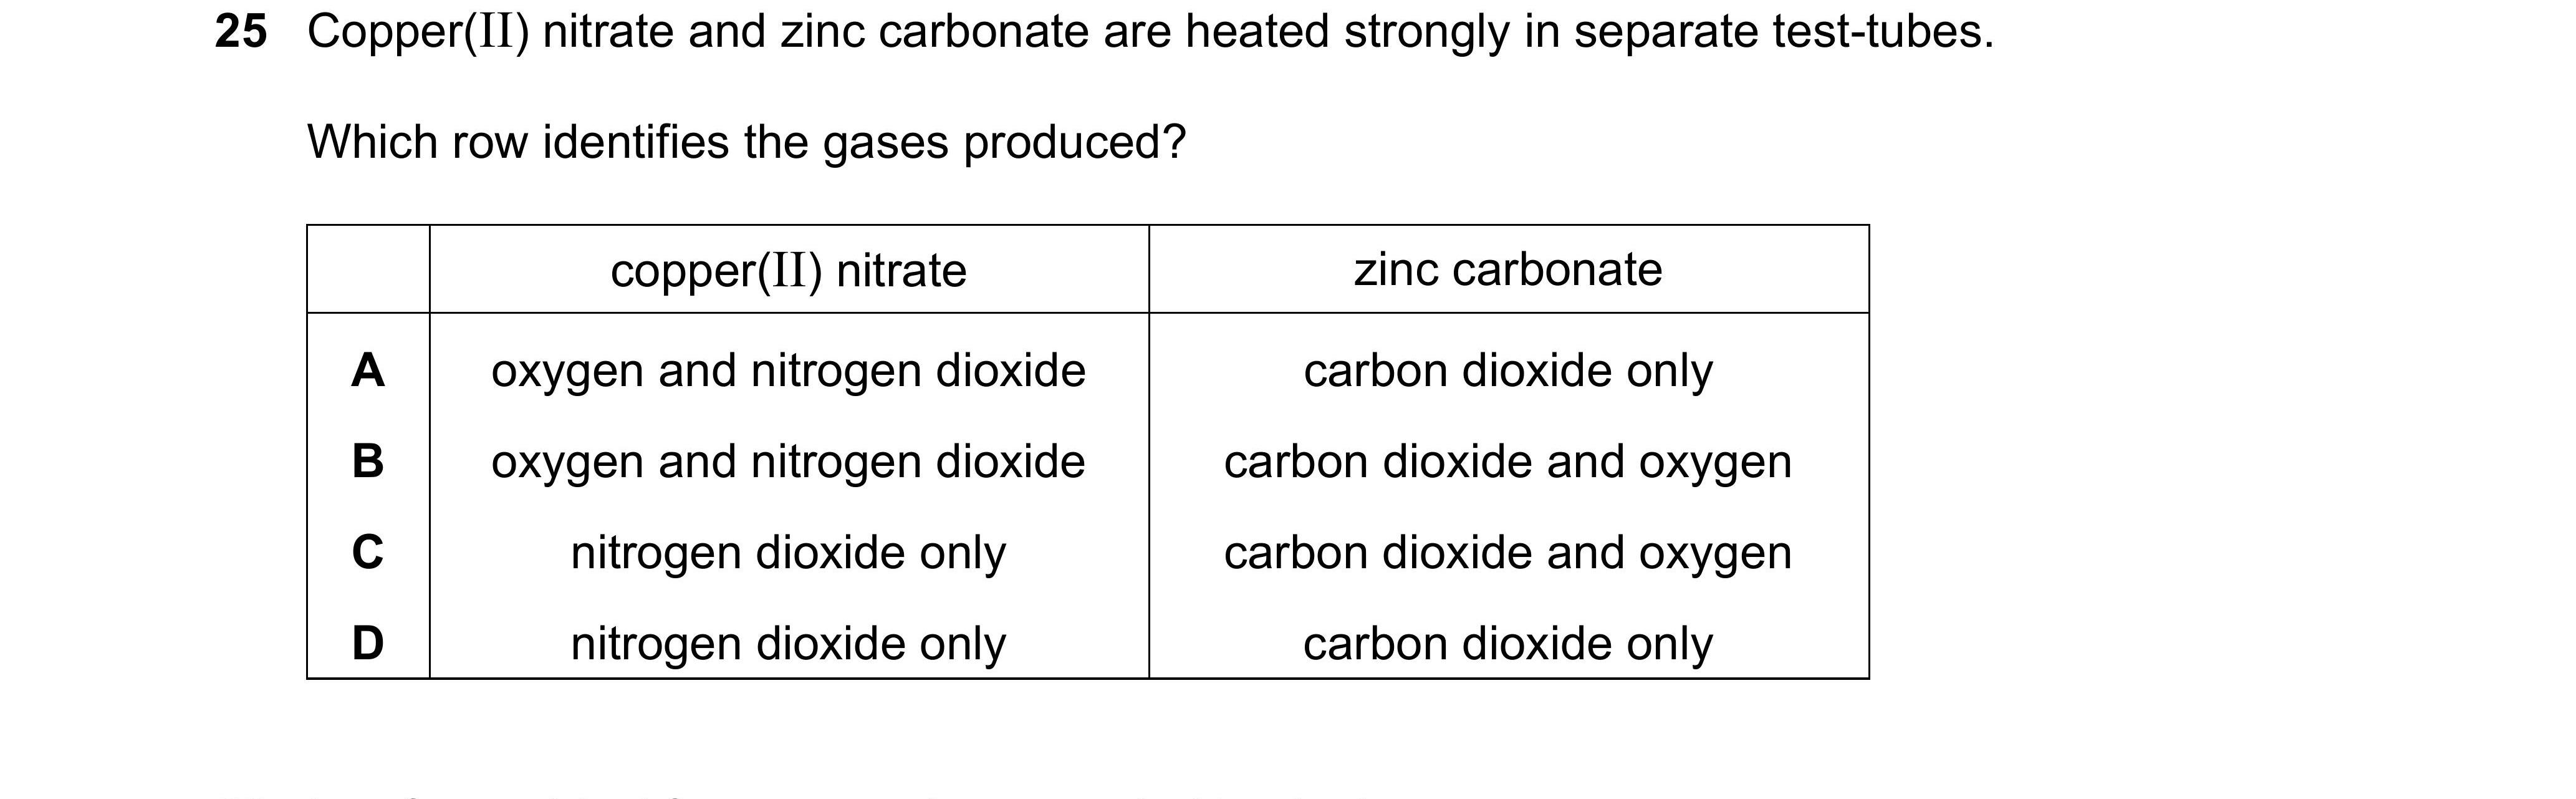 25 Copper(II) nitrate and zinc carbonate are heated strongly in separate test-tubes.
Which row identifies the gases produced?
copper(II) nitrate zinc carbonate
A oxygen and nitrogen dioxide carbon dioxide only
B oxygen and nitrogen dioxide carbon dioxide and oxygen
C nitrogen dioxide only carbon dioxide and oxygen
D nitrogen dioxide only carbon dioxide only